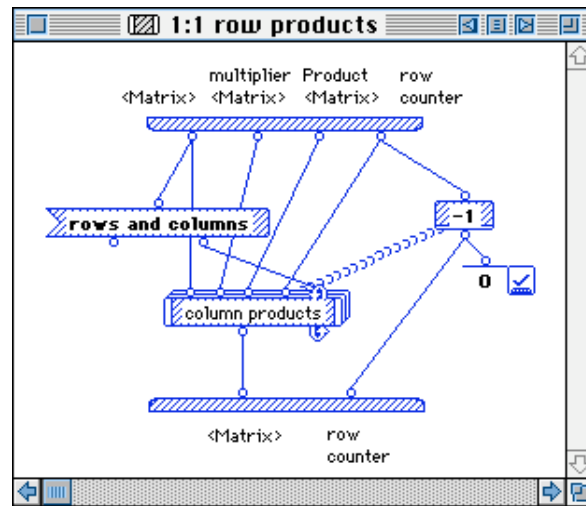 1:1 row products
multiplier Product row
<Matrix> <Matrix> <Matrix> counter
rows and columns
-1
0
column products
<Matrix> row
counter